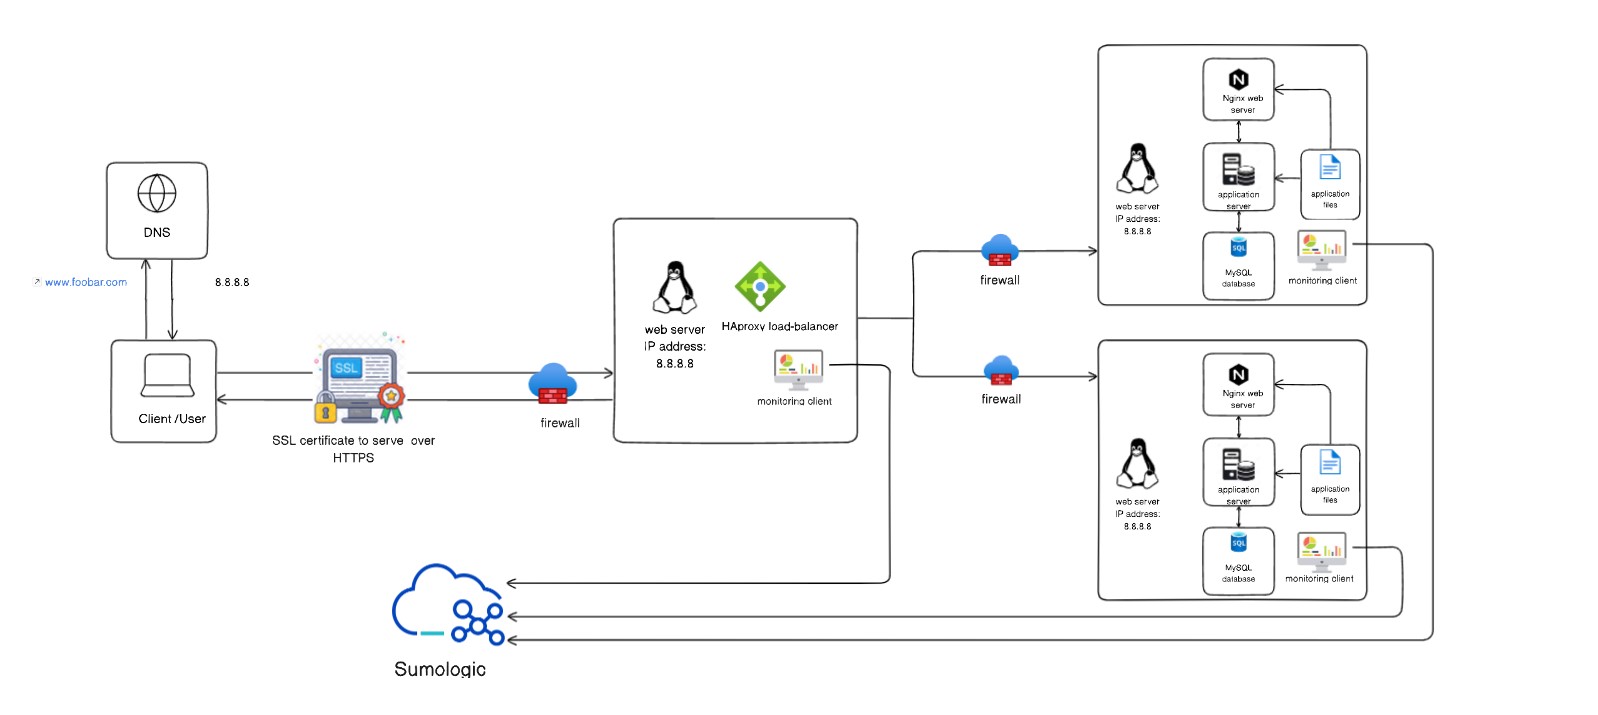 DNS
www.foobar.com
8.8.8.8
Client /User
SSL
SSL certificate to serve over
HTTPS
firewall
web server
IP address:
8.8.8.8
HAproxy load-balancer
monitoring client
firewall
firewall
Nginx web
server
web server
IP address:
8.8.8.8
application
server
application
files
SQL
MySQL
database
monitoring client
Nginx web
server
web server
IP address:
8.8.8.8
application
server
application
files
SQL
MySQL
database
monitoring client
Sumologic